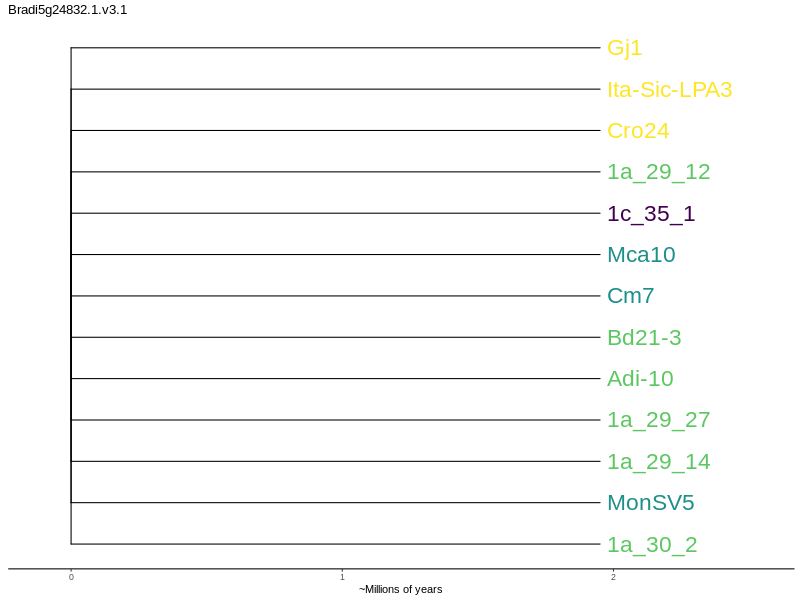 Bradi5g24832.1.v3.1
Gj1
Ita-Sic-LPA3
Cro24
1a_29_12
1c_35_1
Mca10
Cm7
Bd21-3
Adi-10
1a_29_27
1a_29_14
MonSV5
1a_30_2
0 1 2
~Millions of years